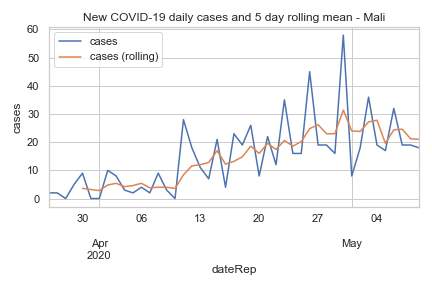 New COVID-19 daily cases and 5 day rolling mean - Mali
cases
cases (rolling)
cases
60
50
40
30
20
10
0
30 06 13 20 27 04
Apr May
2020
dateRep